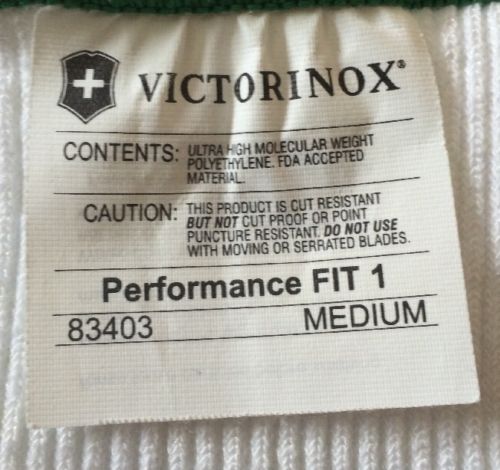 VICTORINOX®
CONTENTS: ULTRA HIGH MOLECULAR WEIGHT
POLYETHYLENE. FDA ACCEPTED
MATERIAL.
CAUTION: THIS PRODUCT IS CUT RESISTANT
BUT NOT CUT PROOF OR POINT
PUNCTURE RESISTANT. DO NOT USE
WITH MOVING OR SERRATED BLADES.
Performance FIT 1
83403 MEDIUM